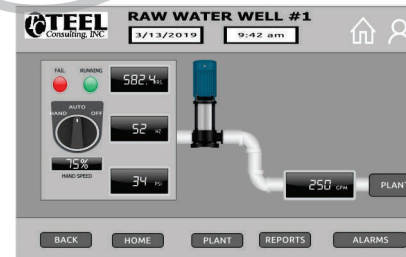 TEEL
Consulting, INC
RAW WATER WELL #1
3/13/2019 9:42 am
FAIL RUNNING
582.4
HAND AUTO OFF
52 HZ
75%
HAND SPEED
34 PSI
250 GPM
PLANT
BACK HOME PLANT REPORTS ALARMS